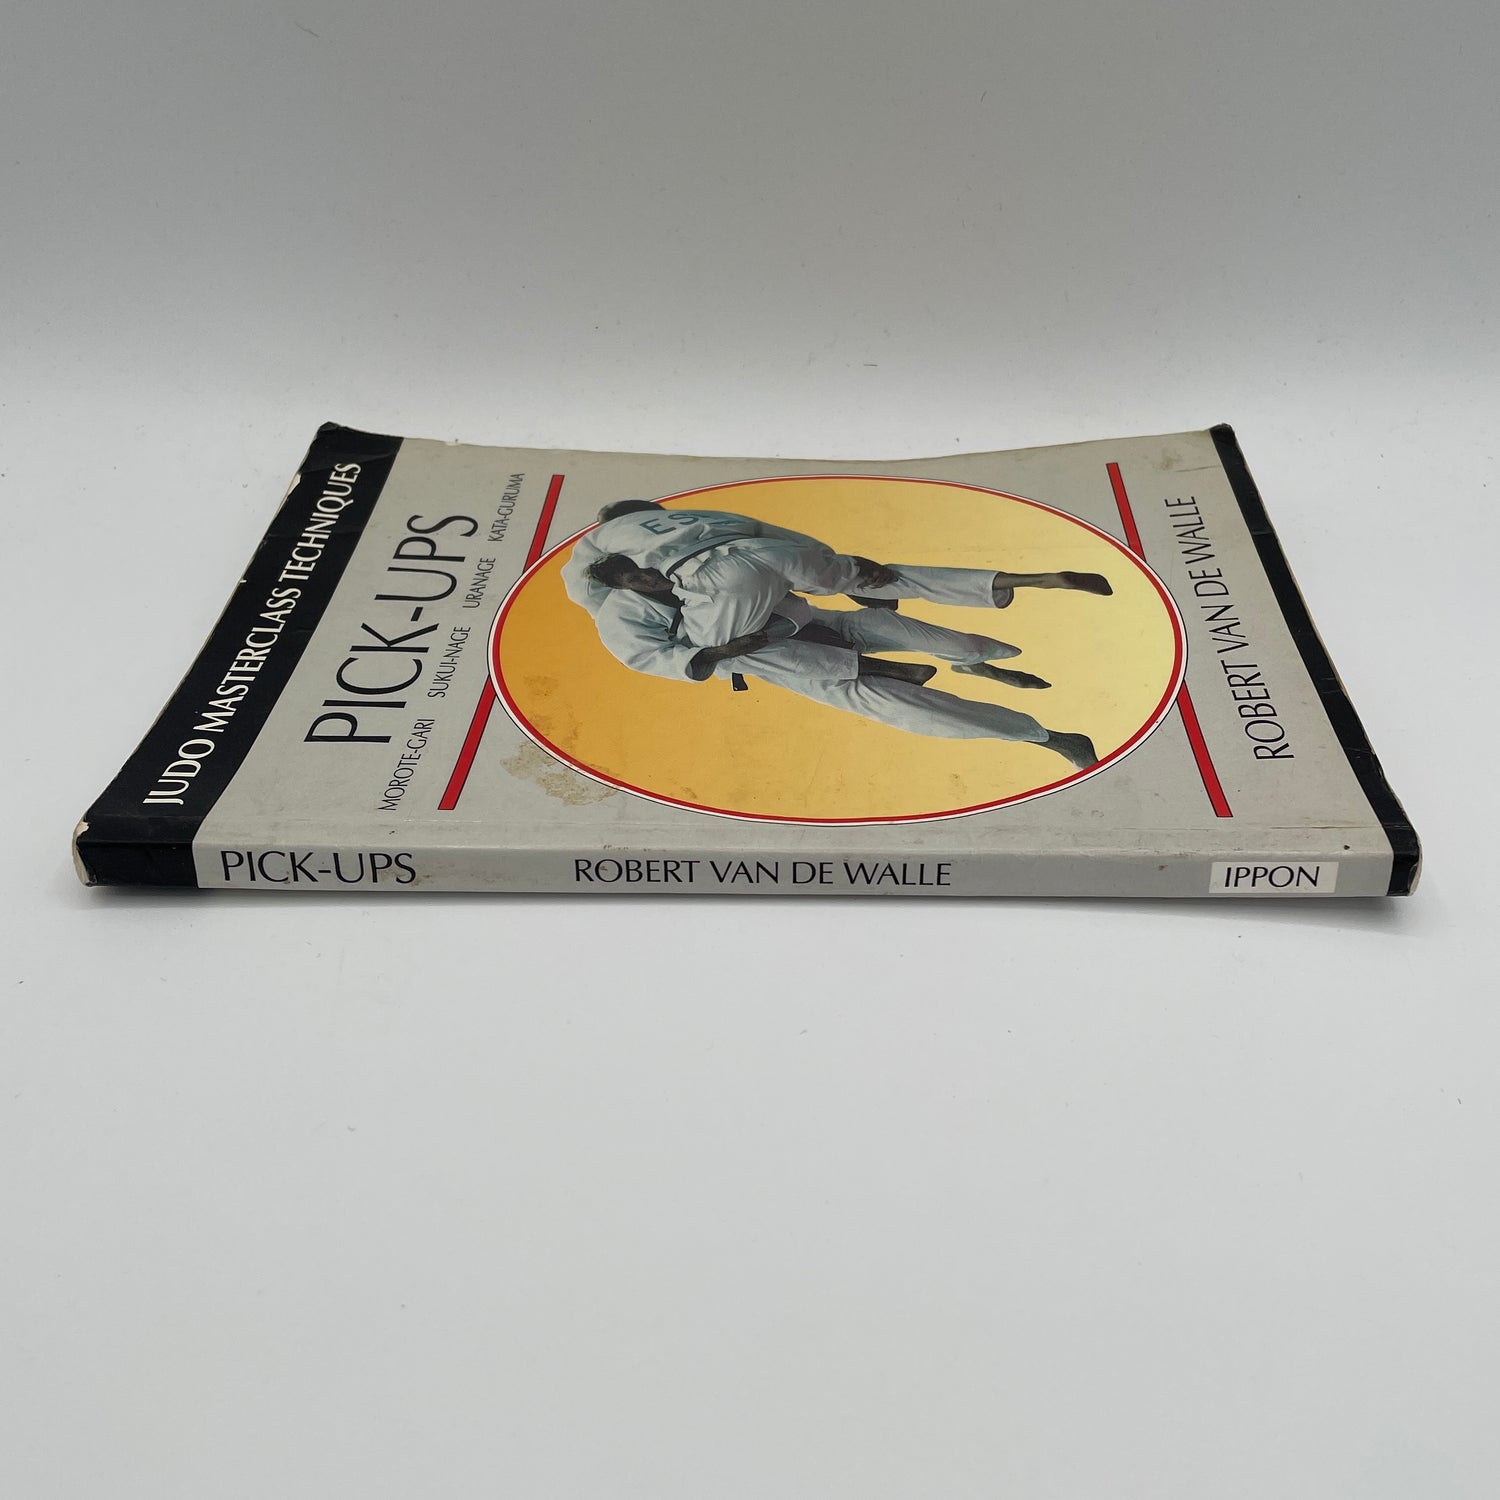 JUDO MASTERCLASS TECHNIQUES
PICK-UPS
MOROTE-GARI SUKUI-NAGE URANAGE KATA-GURUMA
ROBERT VAN DE WALLE
PICK-UPS ROBERT VAN DE WALLE IPPON